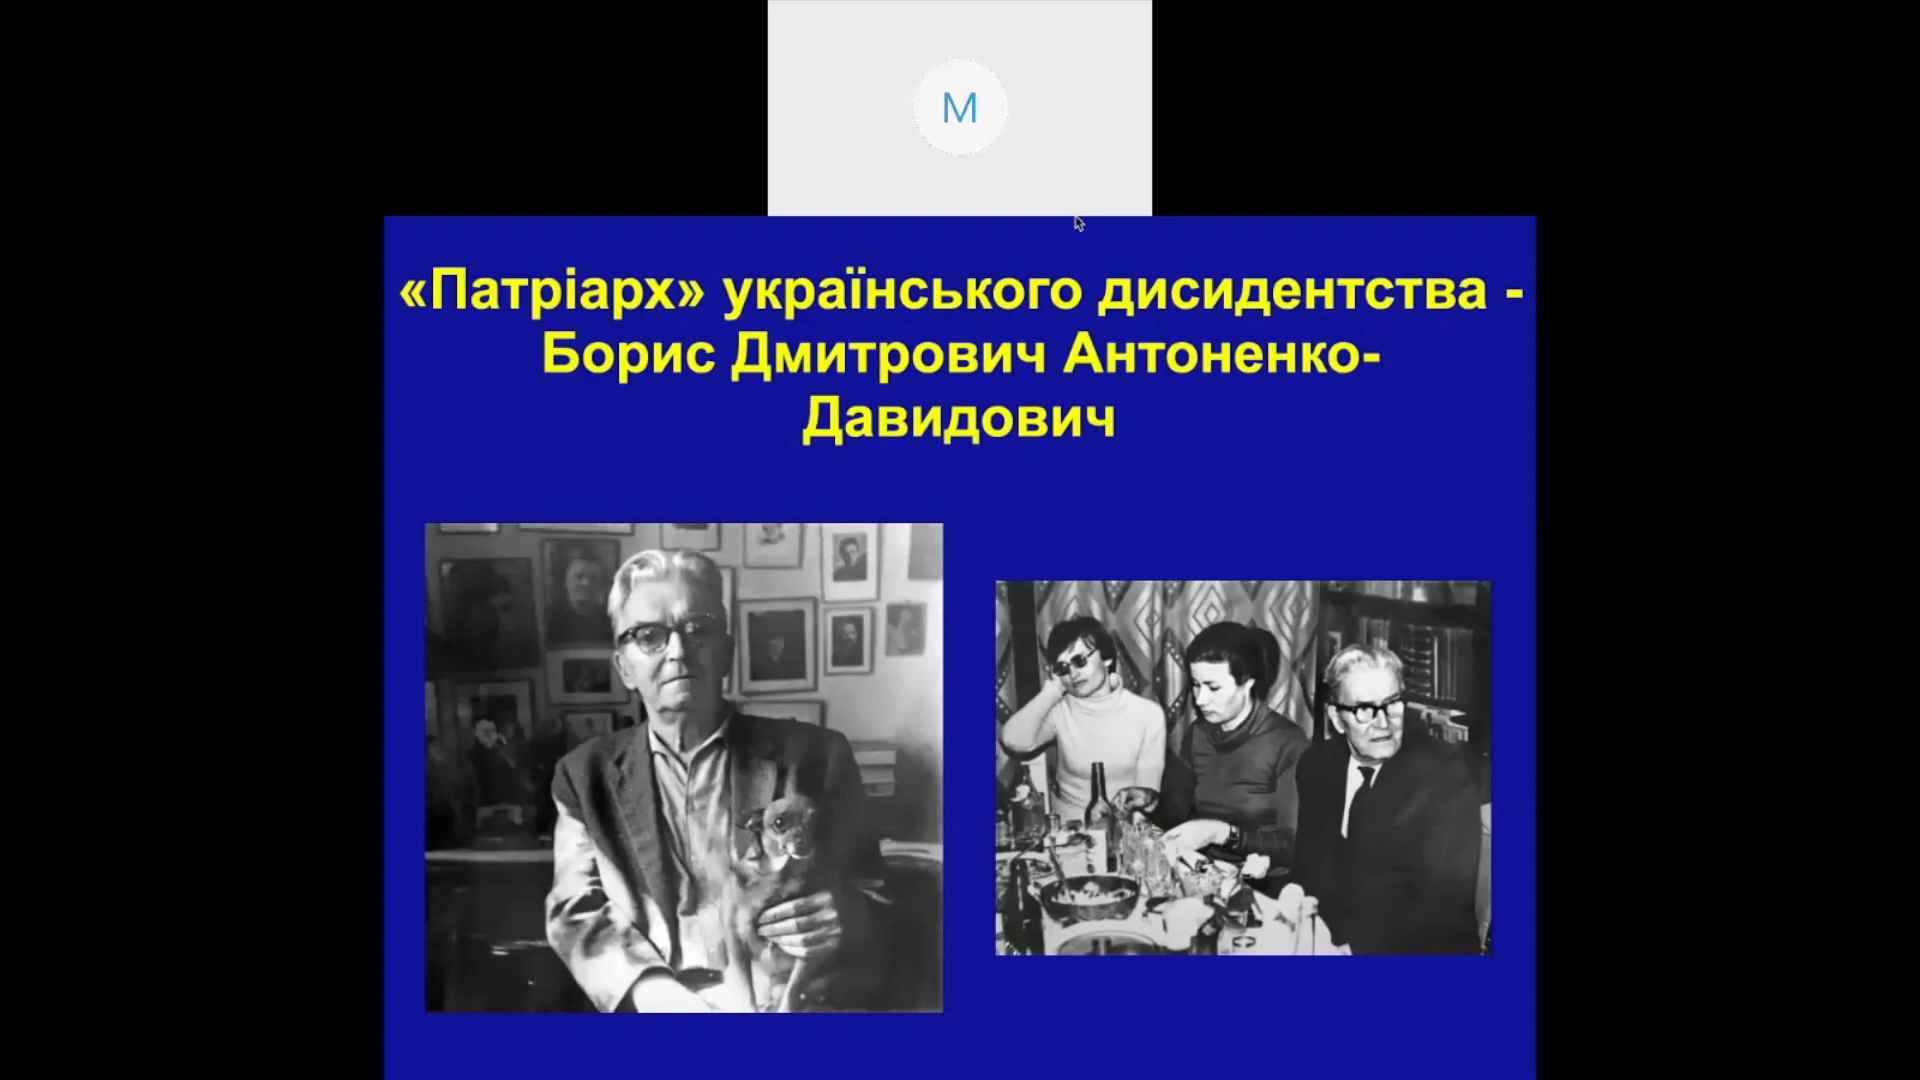 M
«Патріарх» українського дисидентства -
Борис Дмитрович Антоненко-
Давидович